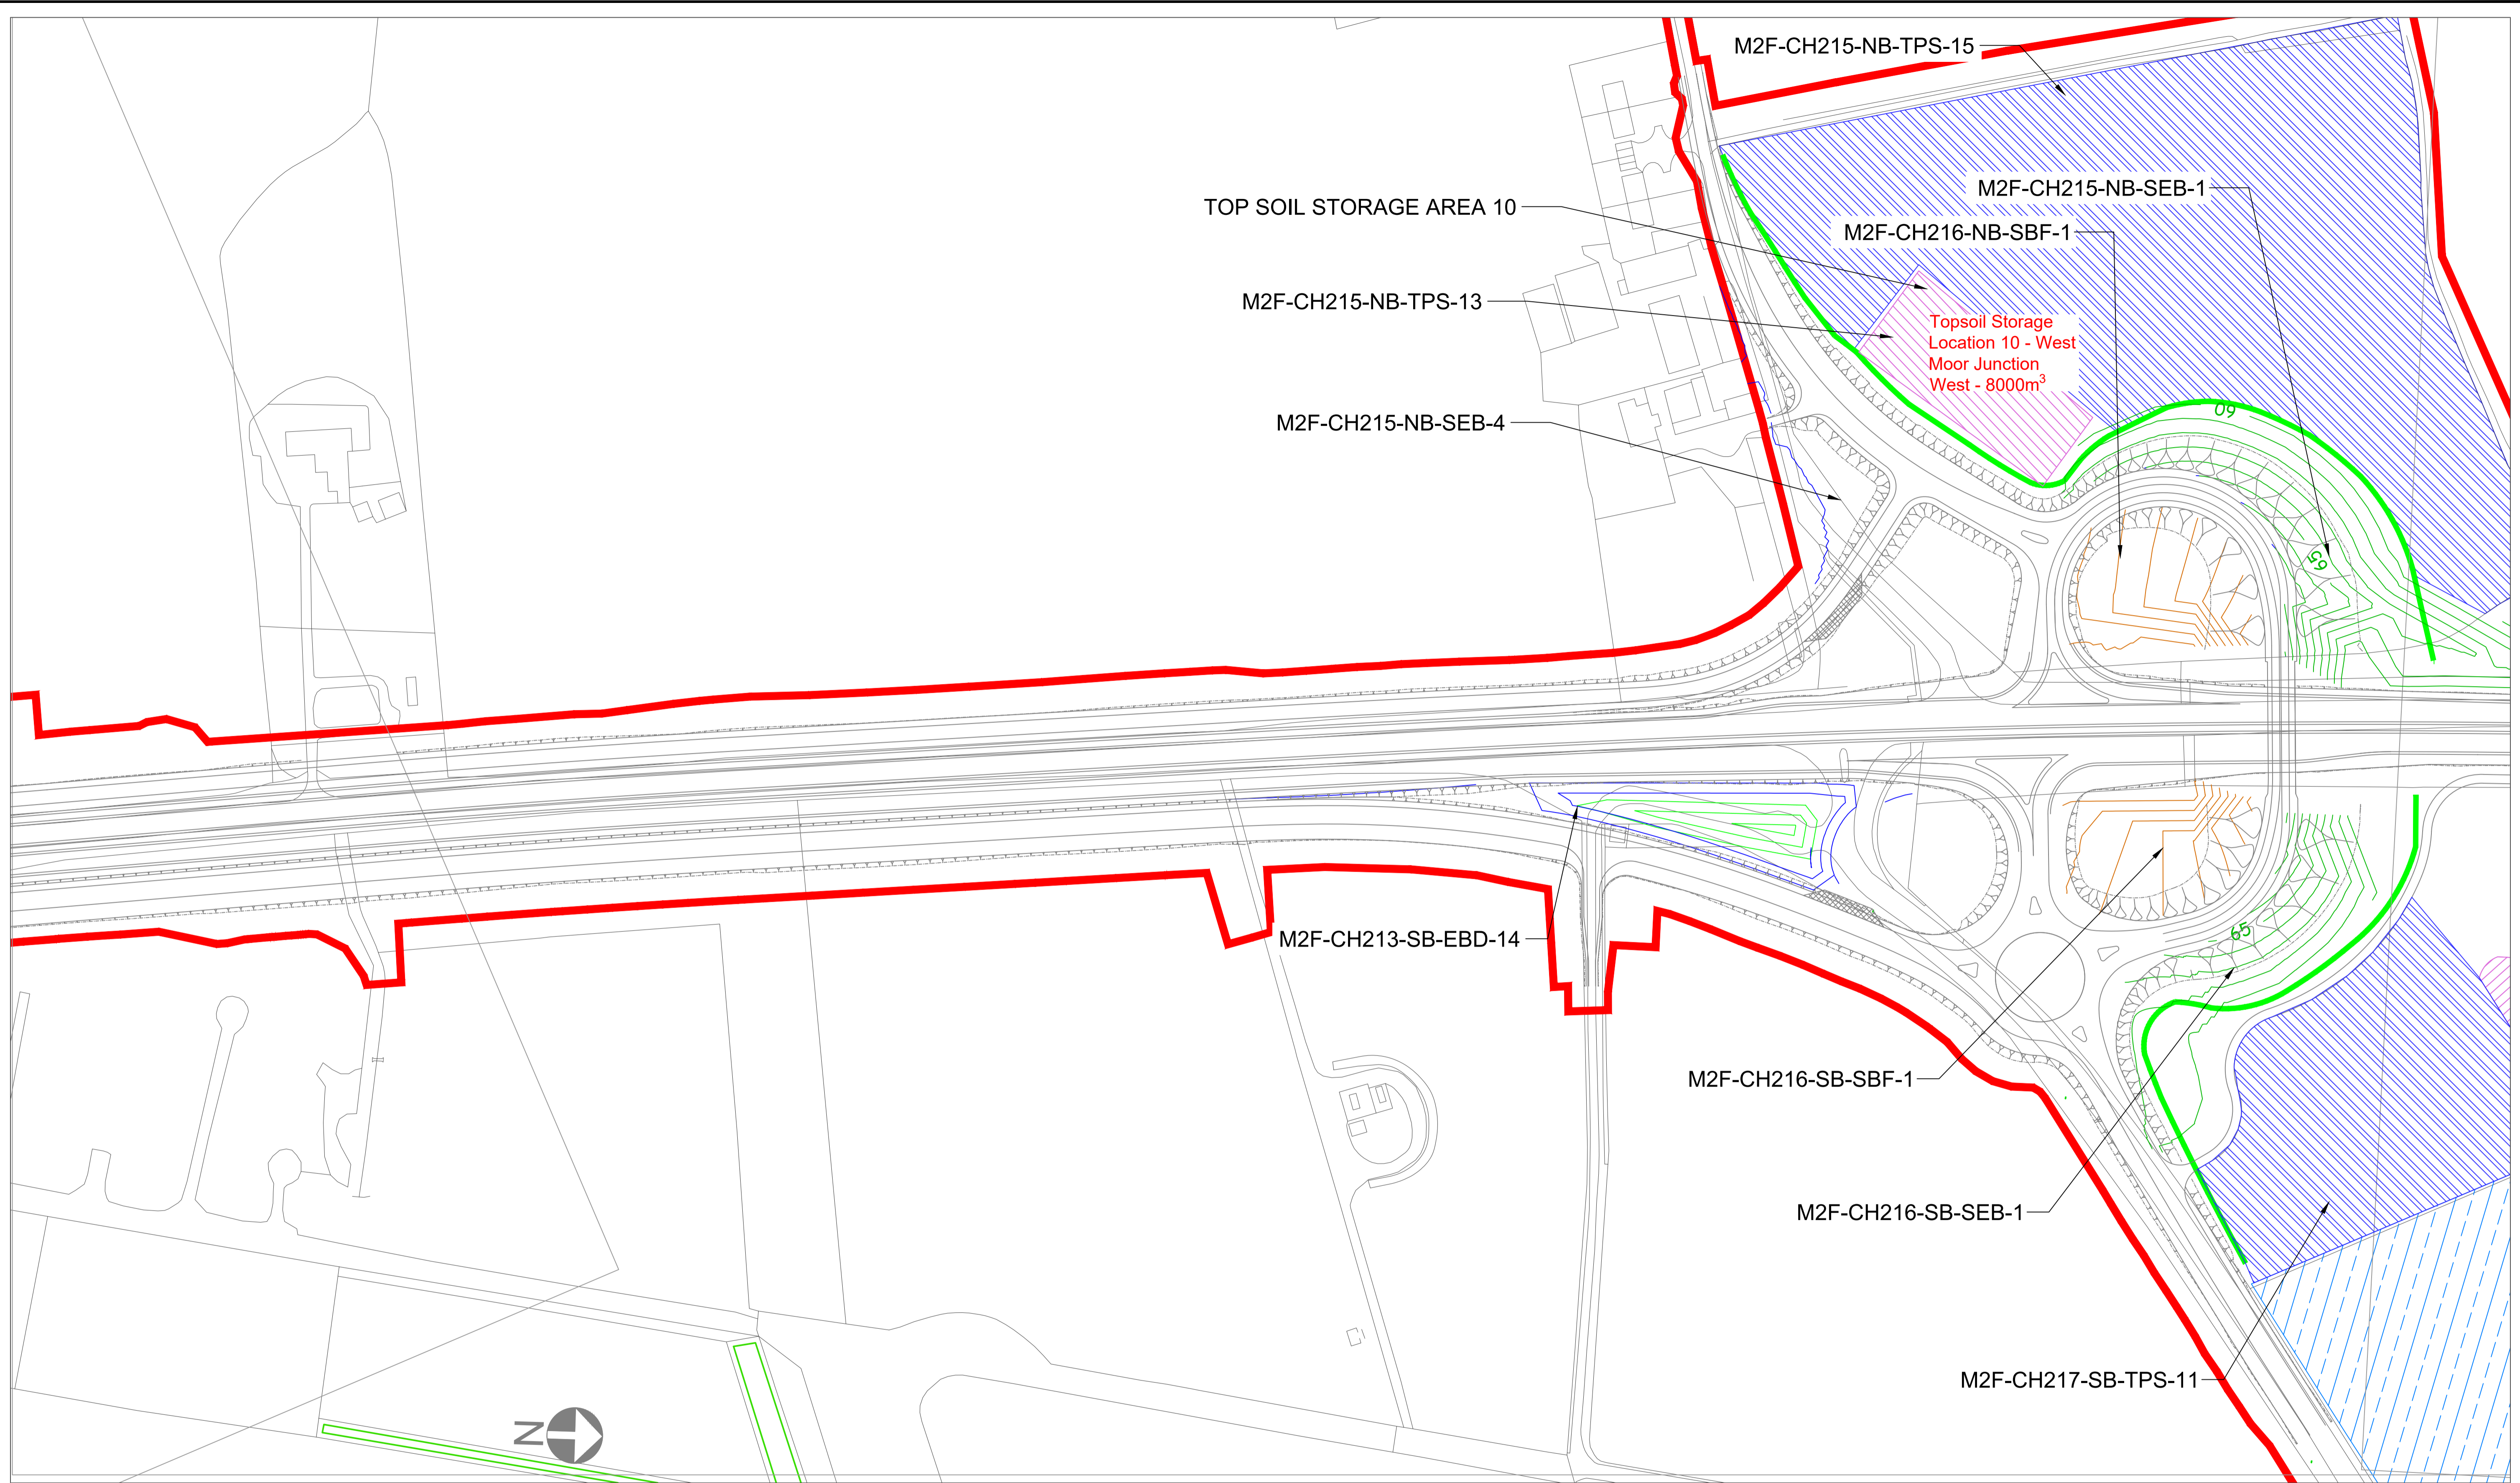 M2F-CH215-NB-TPS-15
M2F-CH215-NB-SEB-1
TOP SOIL STORAGE AREA 10
M2F-CH216-NB-SBF-1
M2F-CH215-NB-TPS-13
Topsoil Storage
Location 10 - West
Moor Junction
West - 8000m³
M2F-CH215-NB-SEB-4
60
65
M2F-CH213-SB-EBD-14
65
M2F-CH216-SB-SBF-1
M2F-CH216-SB-SEB-1
M2F-CH217-SB-TPS-11
N